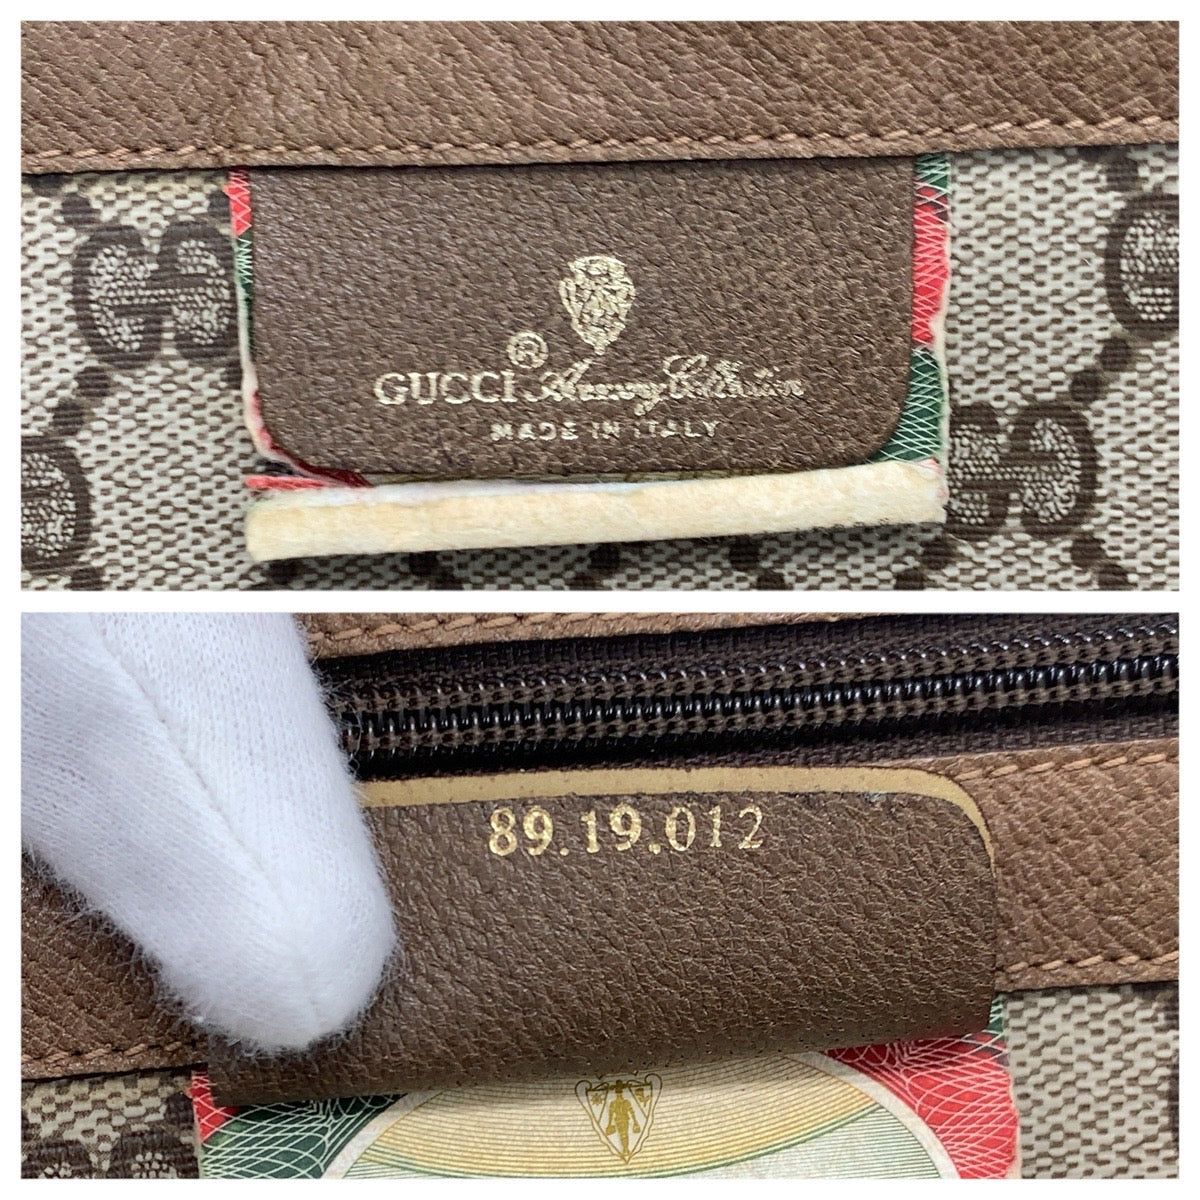 ® GUCCI Accessory Collection
MADE IN ITALY
89.19.012